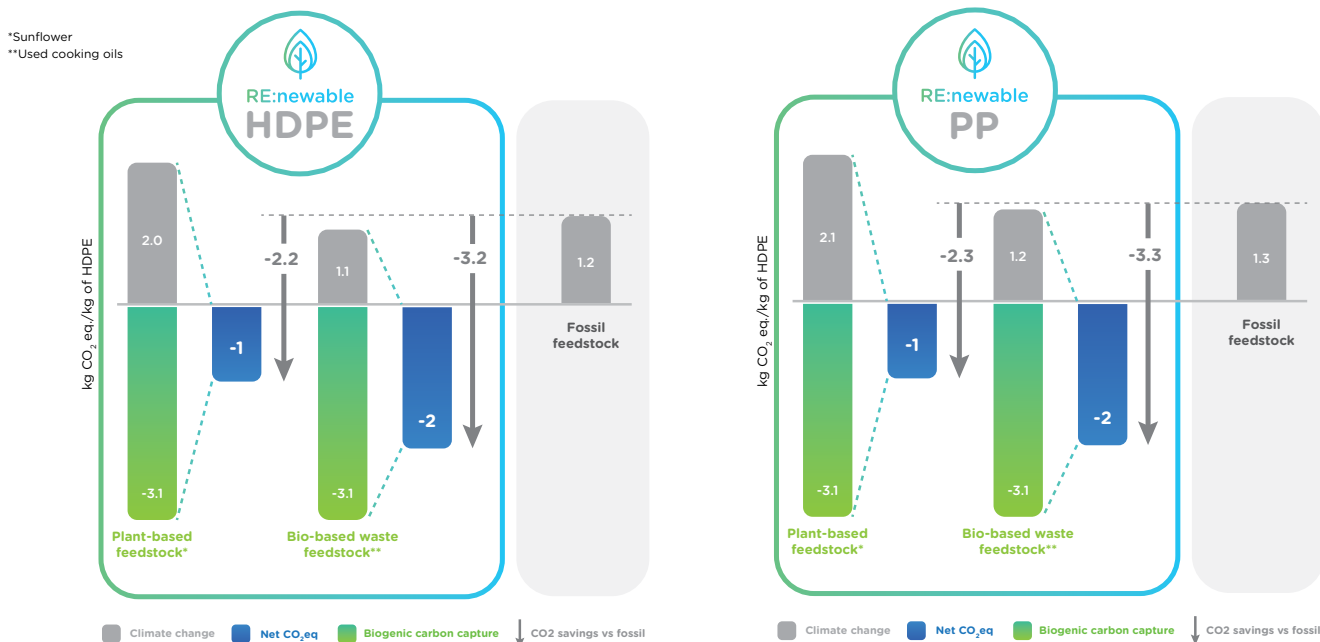 *Sunflower
**Used cooking oils
RE:newable
HDPE
kg CO₂ eq./kg of HDPE
2.0
-3.1
-1
-2.2
1.1
-3.1
-2
-3.2
1.2
Plant-based
feedstock*
Bio-based waste
feedstock**
Fossil
feedstock
Climate change
Net CO₂eq
Biogenic carbon capture
CO2 savings vs fossil
RE:newable
PP
kg CO₂ eq./kg of HDPE
2.1
-3.1
-1
-2.3
1.2
-3.1
-2
-3.3
1.3
Plant-based
feedstock*
Bio-based waste
feedstock**
Fossil
feedstock
Climate change
Net CO₂eq
Biogenic carbon capture
CO2 savings vs fossil